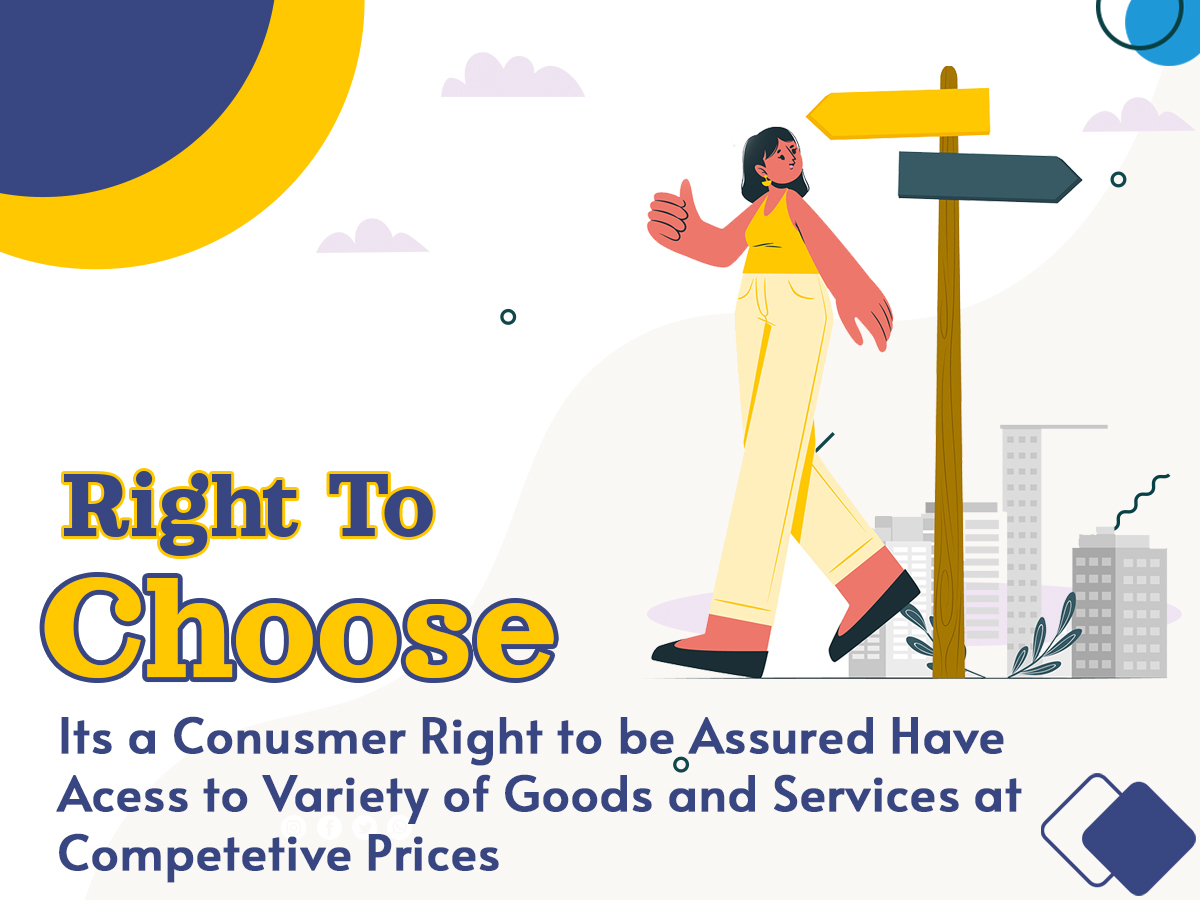 Right To
Choose
Its a Conusmer Right to be Assured Have
Acess to Variety of Goods and Services at
Competetive Prices